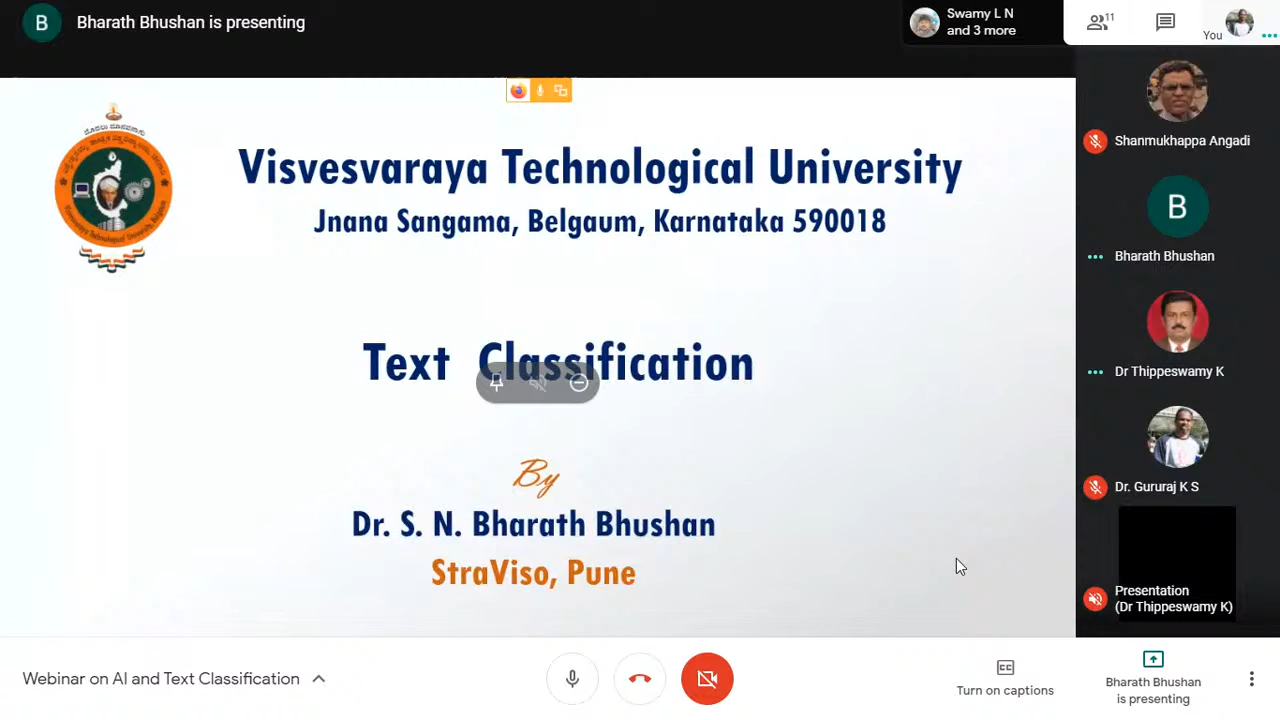 B
Bharath Bhushan is presenting
Swamy L N
and 3 more
11
You
Visvesvaraya Technological University
Jnana Sangama, Belgaum, Karnataka 590018
Text Classification
By
Dr. S. N. Bharath Bhushan
StraViso, Pune
Shanmukhappa Angadi
B
Bharath Bhushan
Dr Thippeswamy K
Dr. Gururaj K S
Presentation
(Dr Thippeswamy K)
Webinar on AI and Text Classification
CC
Turn on captions
Bharath Bhushan
is presenting